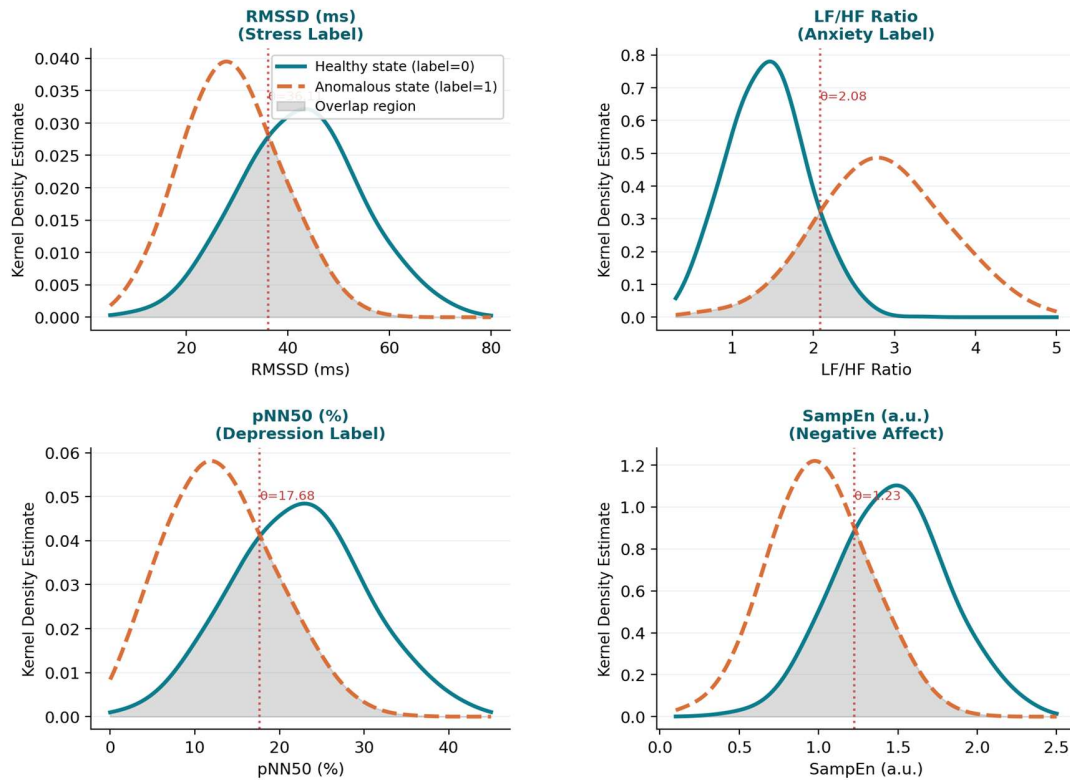 RMSSD (ms)
(Stress Label)
0.040
0.035
0.030
0.025
0.020
0.015
0.010
0.005
0.000
Kernel Density Estimate
Healthy state (label=0)
Anomalous state (label=1)
Overlap region
20
40
60
80
RMSSD (ms)
LF/HF Ratio
(Anxiety Label)
0.8
0.7
0.6
0.5
0.4
0.3
0.2
0.1
0.0
Kernel Density Estimate
θ=2.08
1
2
3
4
5
LF/HF Ratio
pNN50 (%)
(Depression Label)
0.06
0.05
0.04
0.03
0.02
0.01
0.00
Kernel Density Estimate
θ=17.68
0
10
20
30
40
pNN50 (%)
SampEn (a.u.)
(Negative Affect)
1.2
1.0
0.8
0.6
0.4
0.2
0.0
Kernel Density Estimate
θ=1.23
0.0
0.5
1.0
1.5
2.0
2.5
SampEn (a.u.)